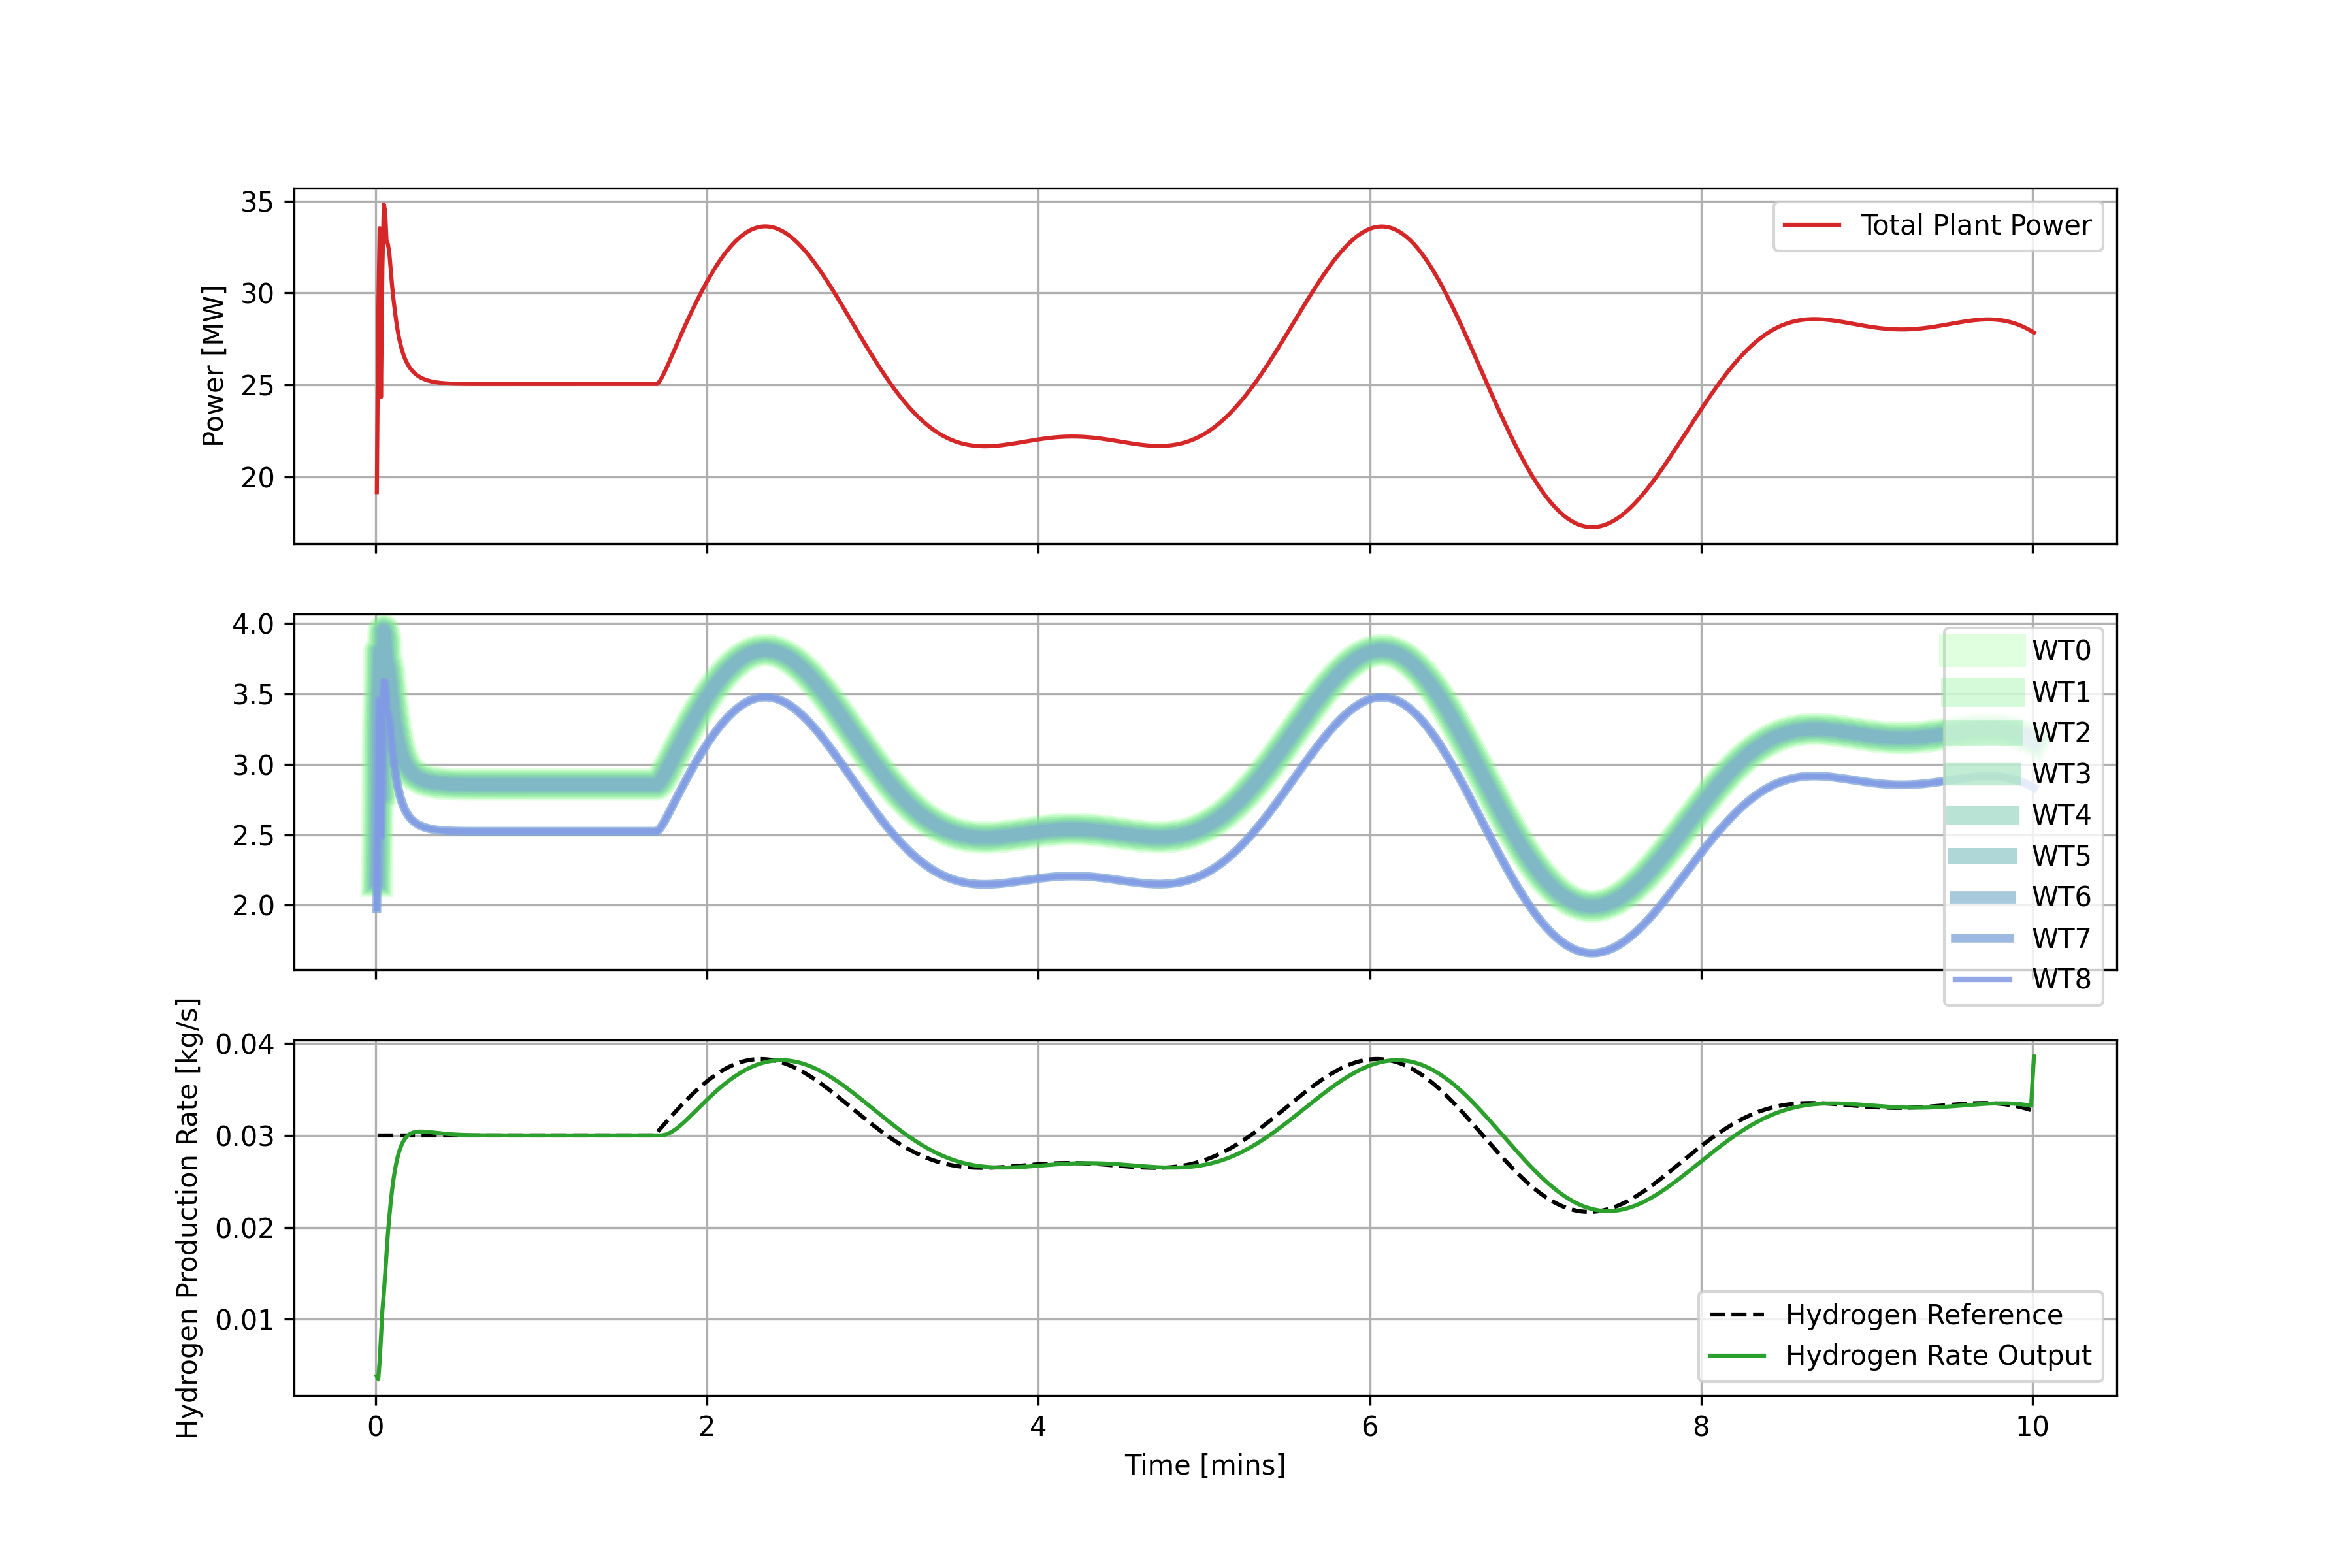 35
30
25
20
Power [MW]
Total Plant Power
4.0
3.5
3.0
2.5
2.0
WT0
WT1
WT2
WT3
WT4
WT5
WT6
WT7
WT8
0.04
0.03
0.02
0.01
Hydrogen Production Rate [kg/s]
Hydrogen Reference
Hydrogen Rate Output
0 2 4 6 8 10
Time [mins]